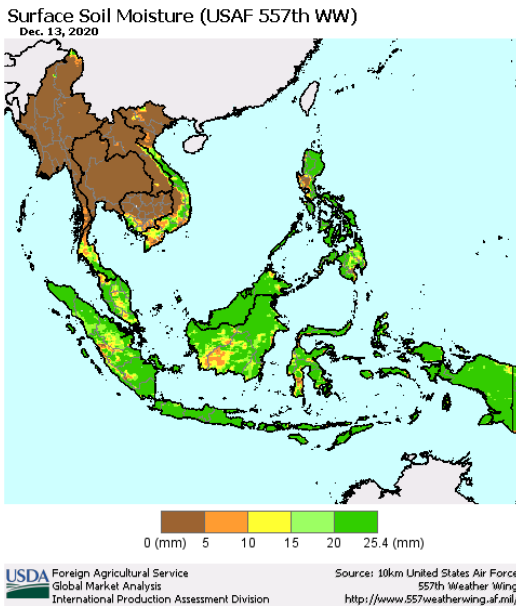 Surface Soil Moisture (USAF 557th WW)
Dec. 13, 2020
0 (mm) 5 10 15 20 25.4 (mm)
USDA Foreign Agricultural Service
Global Market Analysis
International Production Assessment Division
Source: 10km United States Air Force
557th Weather Wing
http://www.557weatherwing.af.mil/